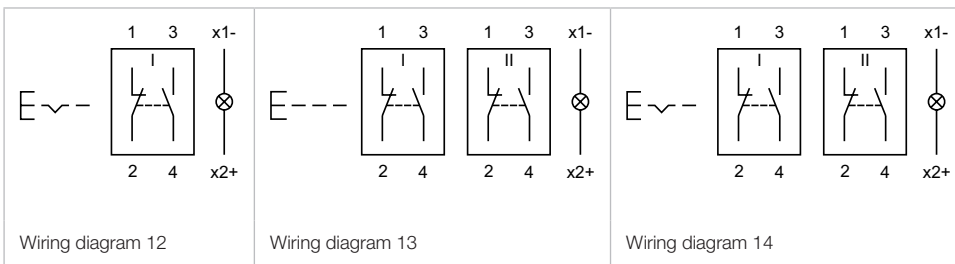 1 3 x1-
I
2 4 x2+
Wiring diagram 12
1 3 1 3 x1-
I II
2 4 2 4 x2+
Wiring diagram 13
1 3 1 3 x1-
I II
2 4 2 4 x2+
Wiring diagram 14